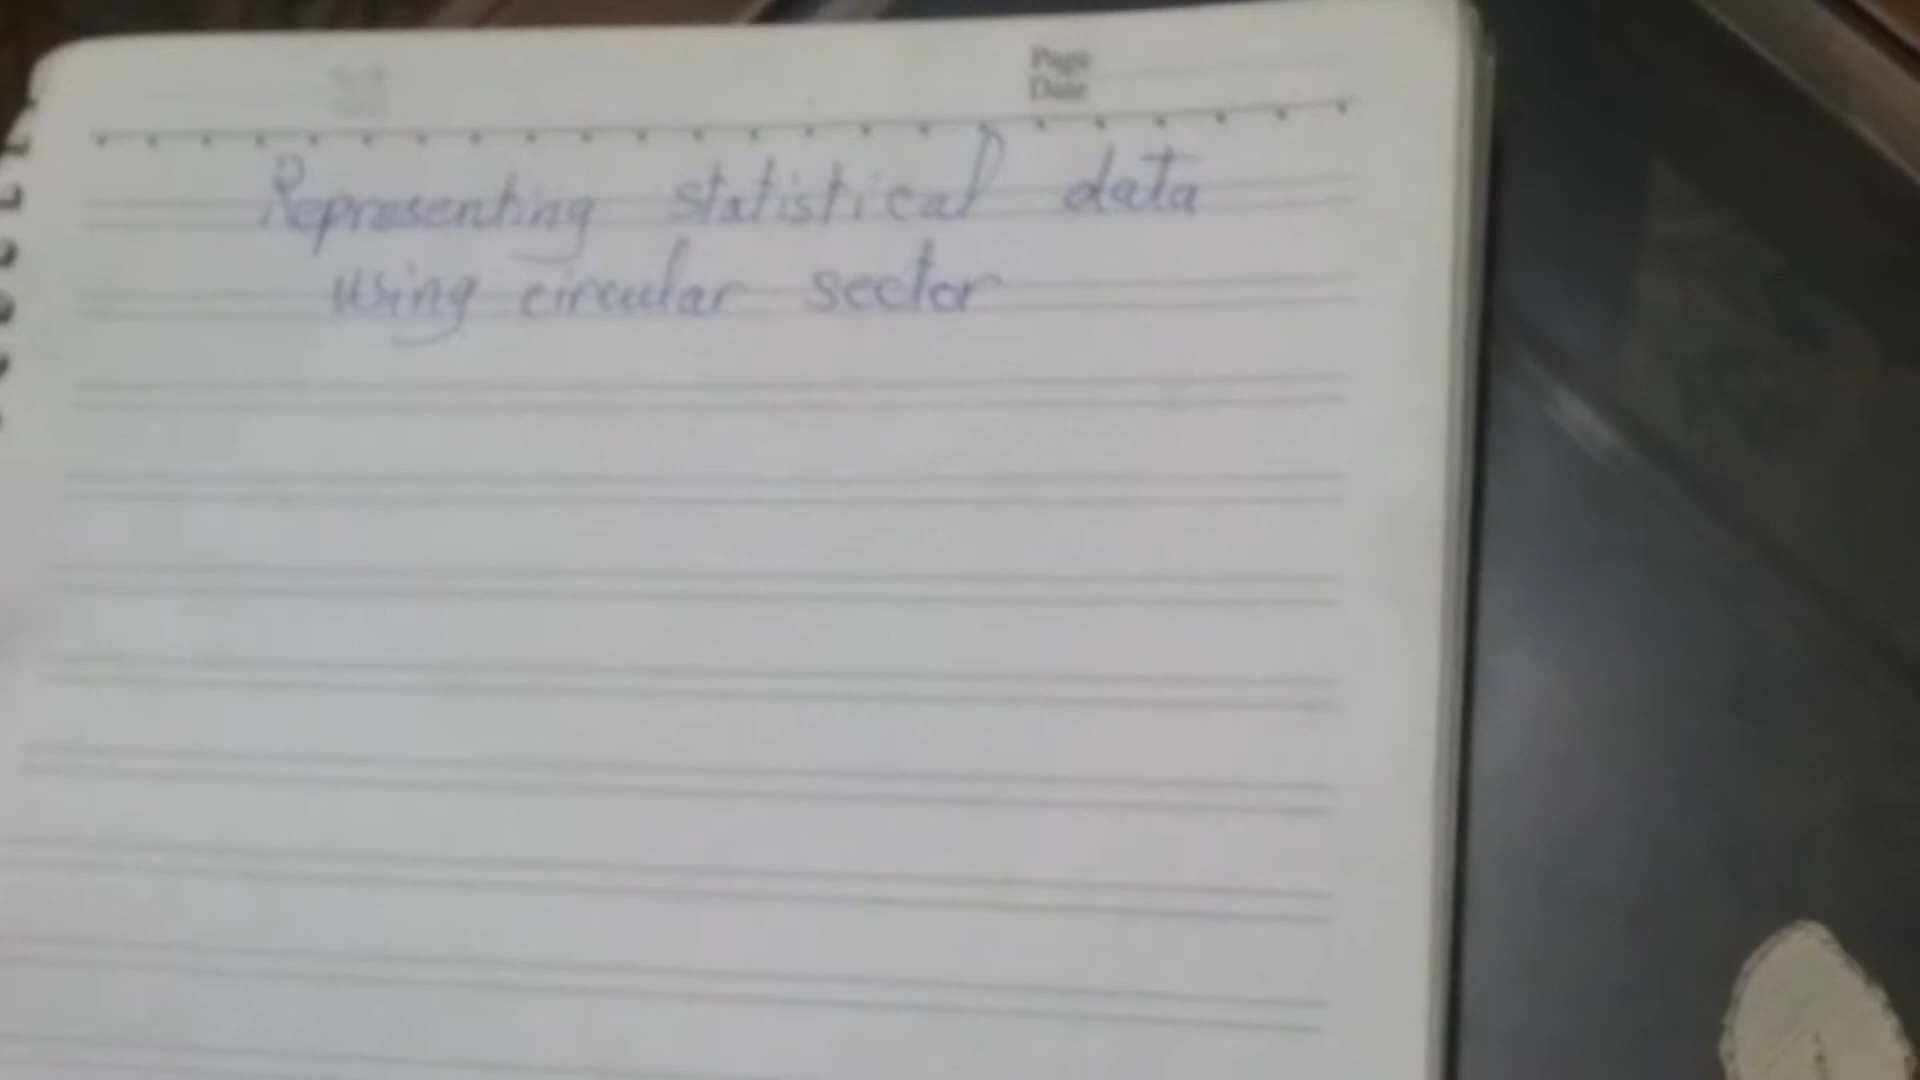 Page
Date
Representing statistical data
using circular sector